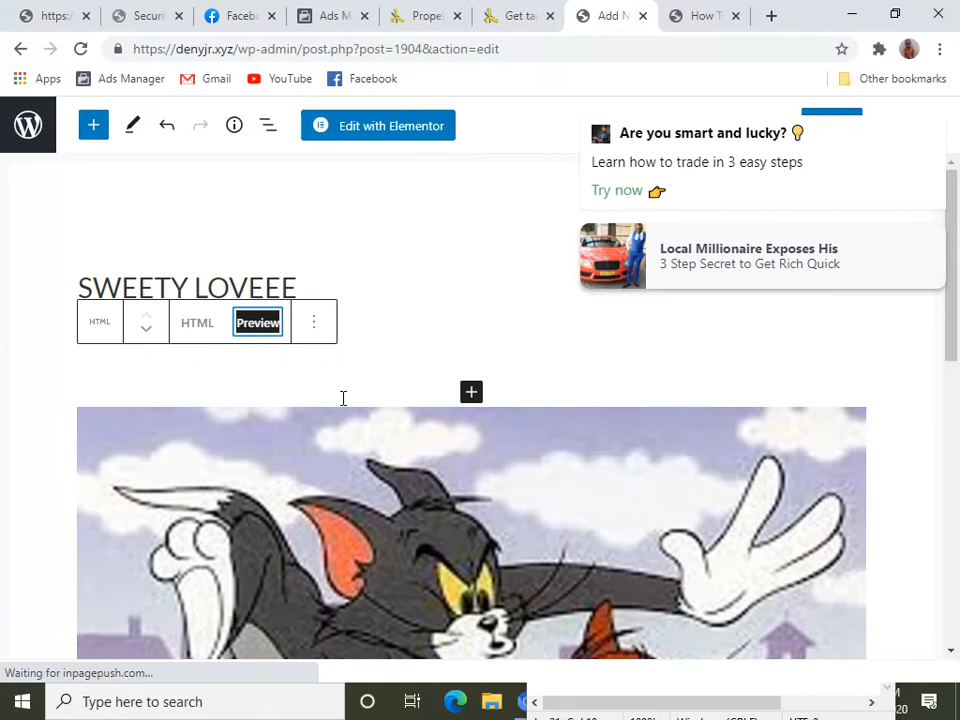 https:/
Securi
Faceb
Ads M
Prope
Get ta
Add N
How T
https://denyjr.xyz/wp-admin/post.php?post=1904&action=edit
Apps
Ads Manager
Gmail
YouTube
Facebook
Other bookmarks
Edit with Elementor
Are you smart and lucky?
Learn how to trade in 3 easy steps
Try now
Local Millionaire Exposes His
3 Step Secret to Get Rich Quick
SWEETY LOVEEE
HTML
HTML
Preview
Waiting for inpagepush.com...
Type here to search
M
20